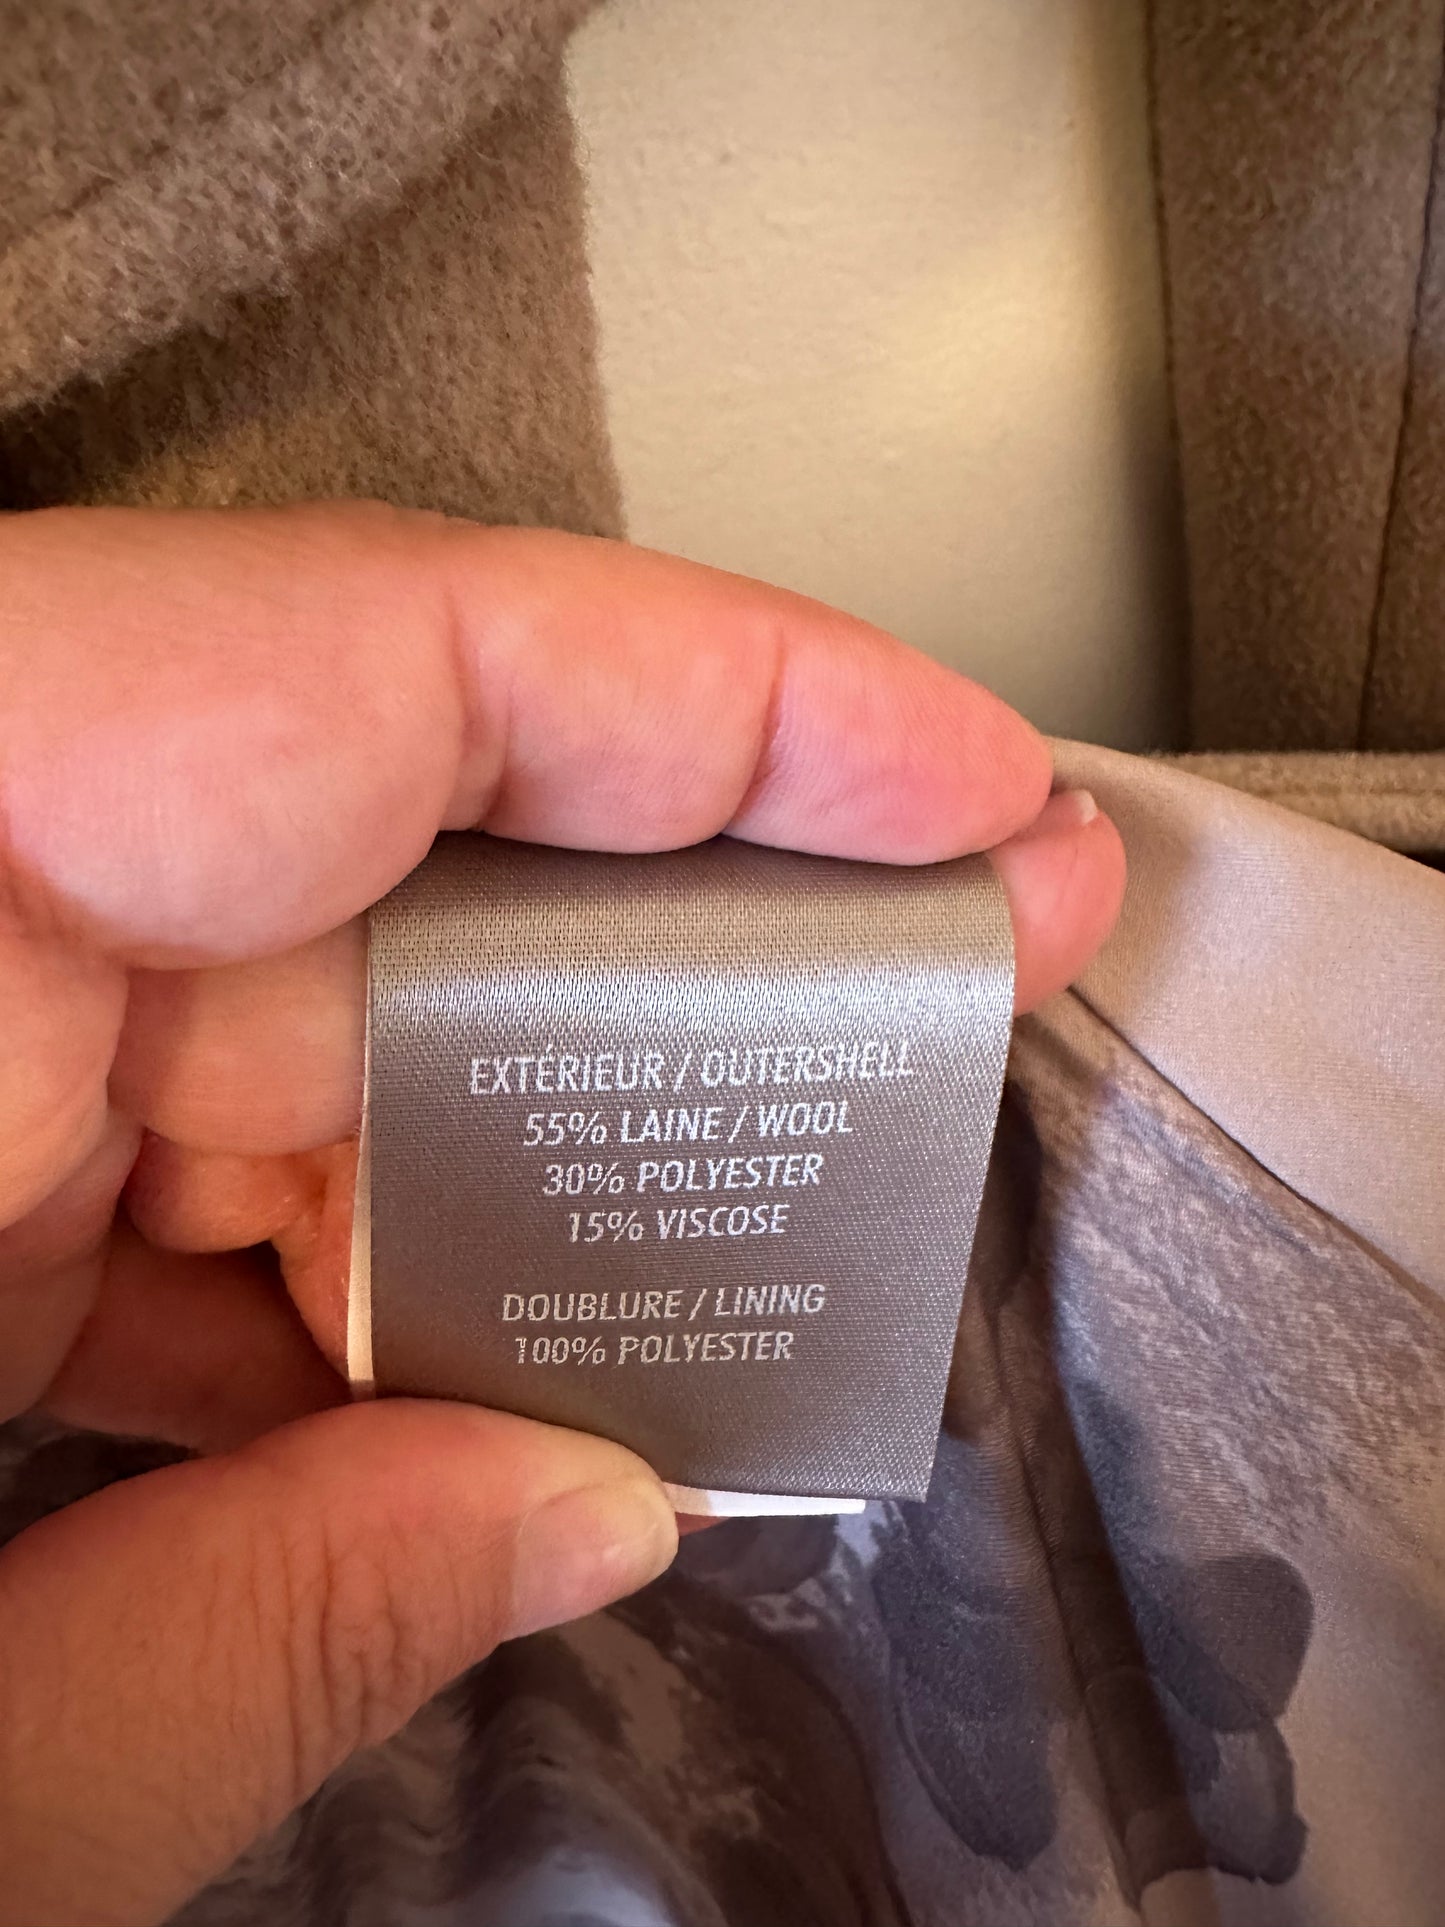 EXTÉRIEUR / OUTERSHELL
55% LAINE / WOOL
30% POLYESTER
15% VISCOSE
DOUBLURE / LINING
100% POLYESTER